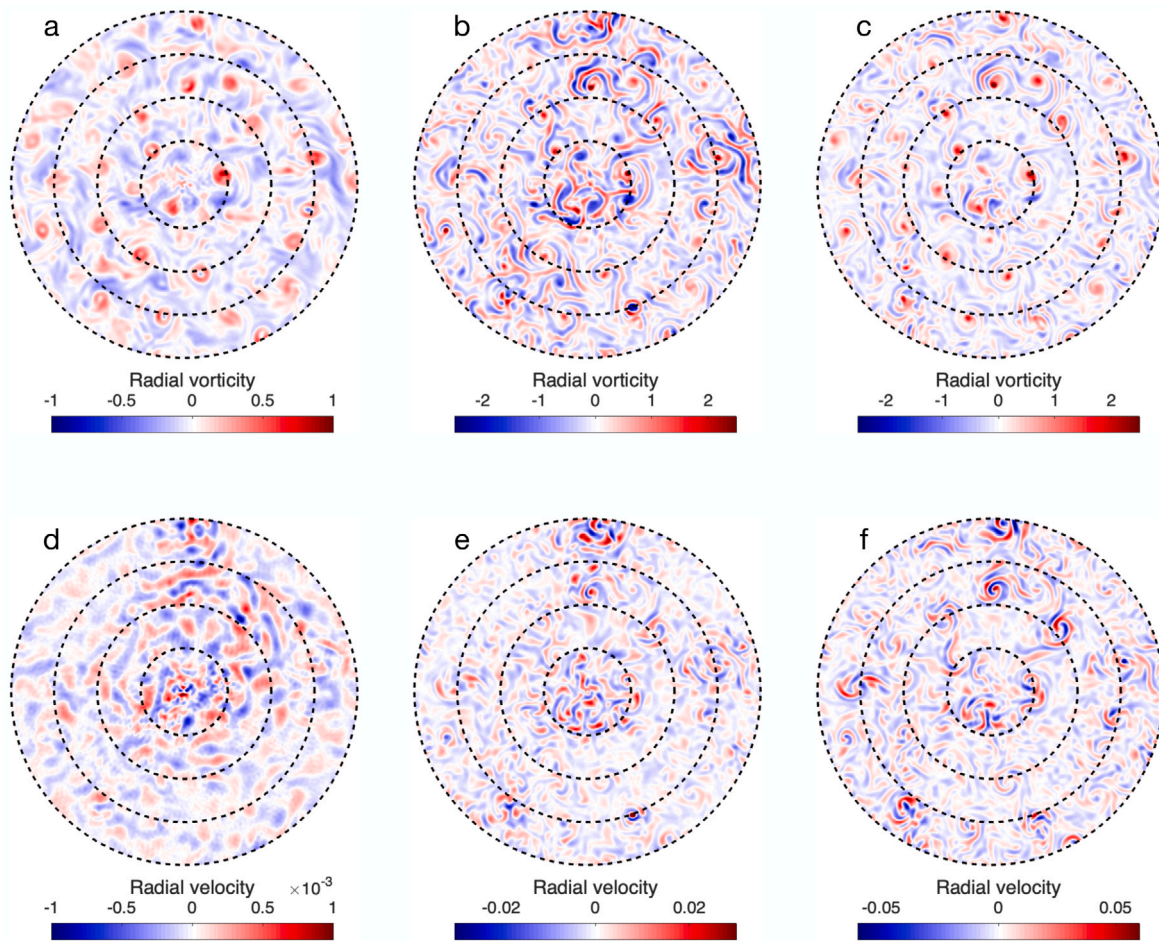 a b c
Radial vorticity Radial vorticity Radial vorticity
-1 -0.5 0 0.5 1 -2 -1 0 1 2 -2 -1 0 1 2
d e f
×10⁻³
Radial velocity Radial velocity Radial velocity
-1 -0.5 0 0.5 1 -0.02 0 0.02 -0.05 0 0.05